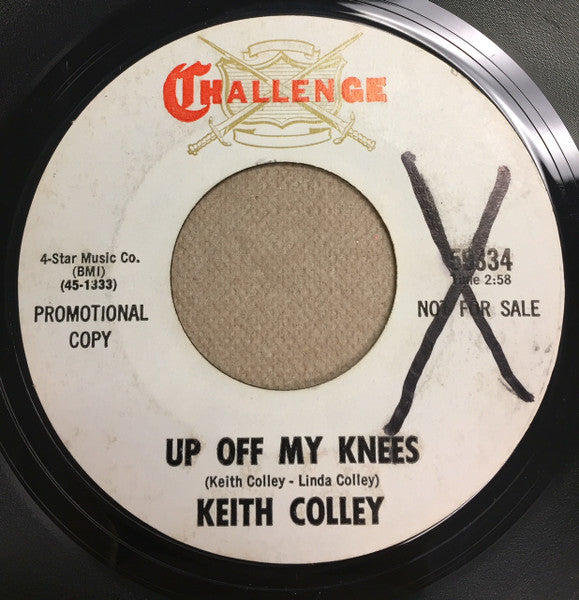 CHALLENGE
4-Star Music Co.
(BMI)
(45-1333)
PROMOTIONAL
COPY
59334
Time 2:58
NOT FOR SALE
UP OFF MY KNEES
(Keith Colley - Linda Colley)
KEITH COLLEY